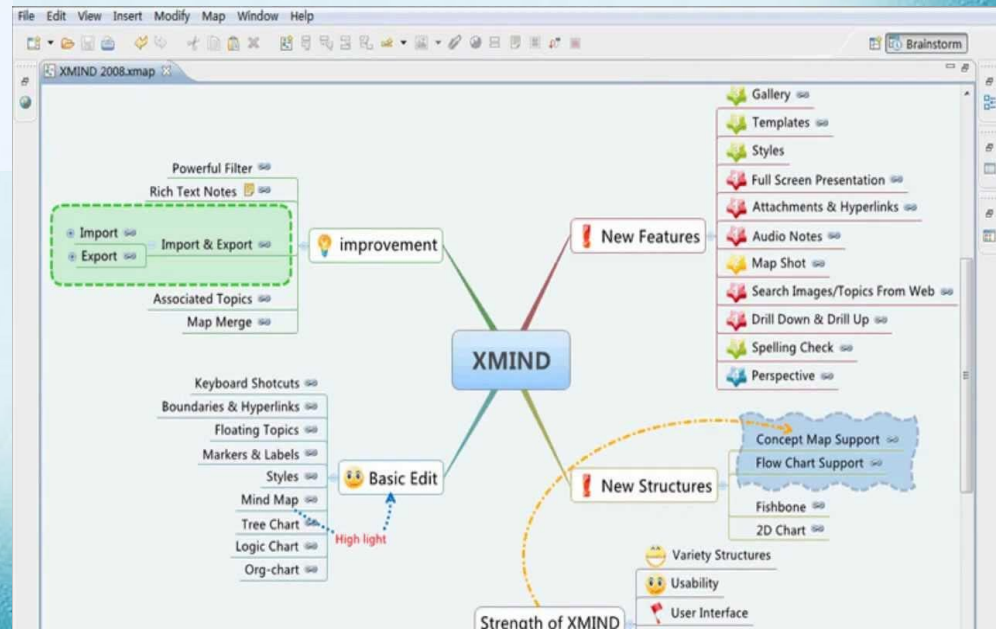 File Edit View Insert Modify Map Window Help
Brainstorm
XMIND 2008.xmap
Powerful Filter
Rich Text Notes
Import
Export
Import & Export
Associated Topics
Map Merge
improvement
New Features
Gallery
Templates
Styles
Full Screen Presentation
Attachments & Hyperlinks
Audio Notes
Map Shot
Search Images/Topics From Web
Drill Down & Drill Up
Spelling Check
Perspective
XMIND
Keyboard Shotcuts
Boundaries & Hyperlinks
Floating Topics
Markers & Labels
Styles
Mind Map
Tree Chart
Logic Chart
Org-chart
Basic Edit
High light
New Structures
Concept Map Support
Flow Chart Support
Fishbone
2D Chart
Strength of XMIND
Variety Structures
Usability
User Interface